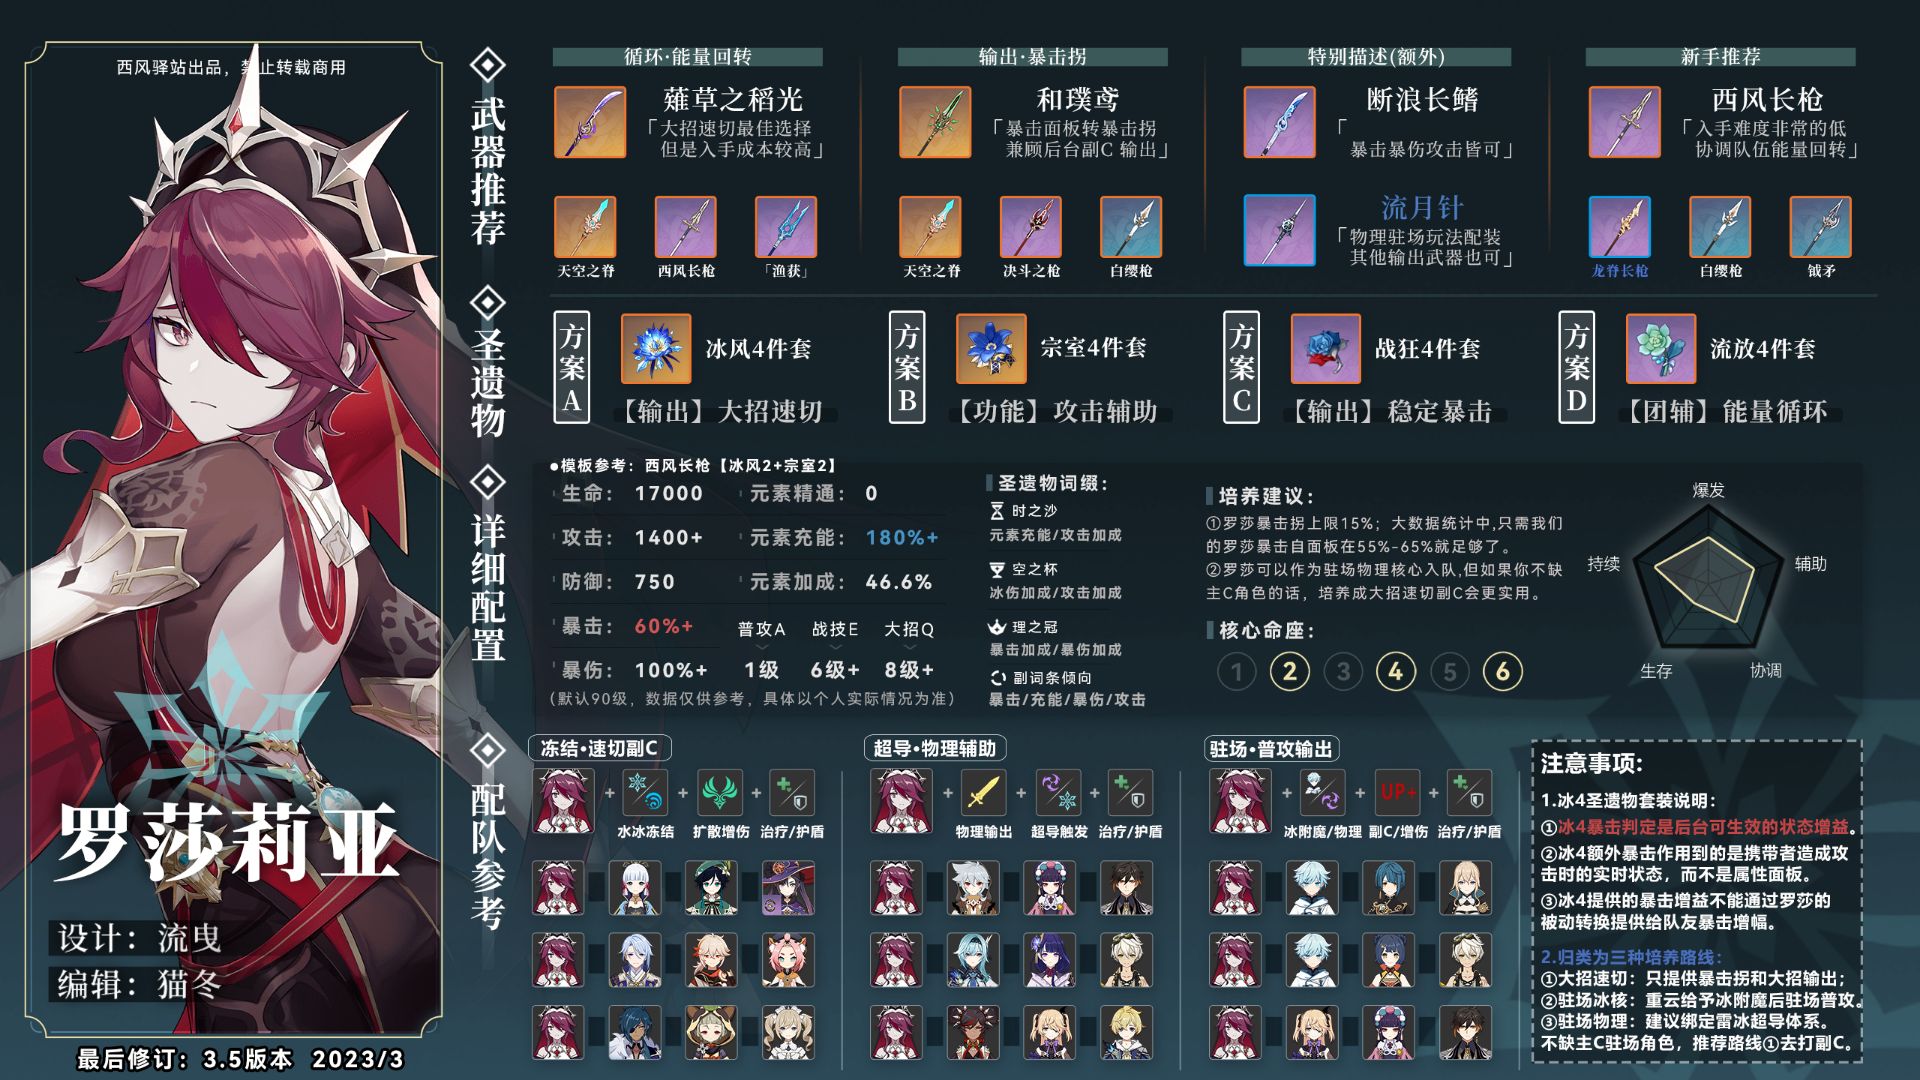 西风驿站出品，禁止转载商用
罗莎莉亚
设计：流曳
编辑：猫冬
最后修订：3.5版本 2023/3
武器推荐
循环·能量回转
薙草之稻光
「大招速切最佳选择
但是入手成本较高」
天空之脊
西风长枪
「渔获」
输出·暴击拐
和璞鸢
「暴击面板转暴击拐
兼顾后台副C 输出」
天空之脊
决斗之枪
白缨枪
特别描述(额外)
断浪长鳍
「
暴击暴伤攻击皆可」
流月针
「物理驻场玩法配装
其他输出武器也可」
新手推荐
西风长枪
「入手难度非常的低
协调队伍能量回转」
龙脊长枪
白缨枪
钺矛
圣遗物
方案A
冰风4件套
【输出】大招速切
方案B
宗室4件套
【功能】攻击辅助
方案C
战狂4件套
【输出】稳定暴击
方案D
流放4件套
【团辅】能量循环
详细配置
●模板参考：西风长枪【冰风2+宗室2】
生命： 17000 元素精通： 0
攻击： 1400+ 元素充能： 180%+
防御： 750 元素加成： 46.6%
暴击： 60%+ 普攻A 战技E 大招Q
暴伤： 100%+ 1级 6级+ 8级+
(默认90级，数据仅供参考，具体以个人实际情况为准)
圣遗物词缀：
时之沙
元素充能/攻击加成
空之杯
冰伤加成/攻击加成
理之冠
暴击加成/暴伤加成
副词条倾向
暴击/充能/暴伤/攻击
培养建议：
①罗莎暴击拐上限15%；大数据统计中,只需我们
的罗莎暴击自面板在55%-65%就足够了。
②罗莎可以作为驻场物理核心入队,但如果你不缺
主C角色的话，培养成大招速切副C会更实用。
核心命座：
1 2 3 4 5 6
爆发
辅助
协调
生存
持续
配队参考
冻结·速切副C
+ + +
水冰冻结 扩散增伤 治疗/护盾
超导·物理辅助
+ + +
物理输出 超导触发 治疗/护盾
驻场·普攻输出
+ + UP+ +
冰附魔/物理 副C/增伤 治疗/护盾
注意事项:
1.冰4圣遗物套装说明：
①冰4暴击判定是后台可生效的状态增益。
②冰4额外暴击作用到的是携带者造成攻
击时的实时状态，而不是属性面板。
③冰4提供的暴击增益不能通过罗莎的
被动转换提供给队友暴击增幅。
2.归类为三种培养路线：
①大招速切：只提供暴击拐和大招输出；
②驻场冰核：重云给予冰附魔后驻场普攻。
③驻场物理：建议绑定雷冰超导体系。
不缺主C驻场角色，推荐路线①去打副C。